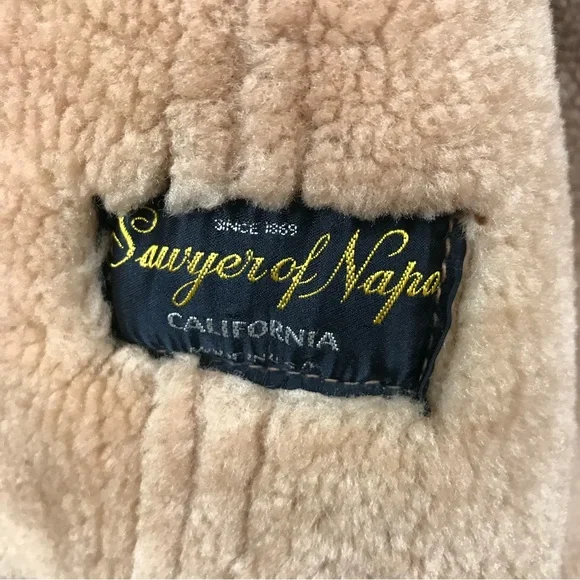 SINCE 1869
Sawyer of Napa
CALIFORNIA